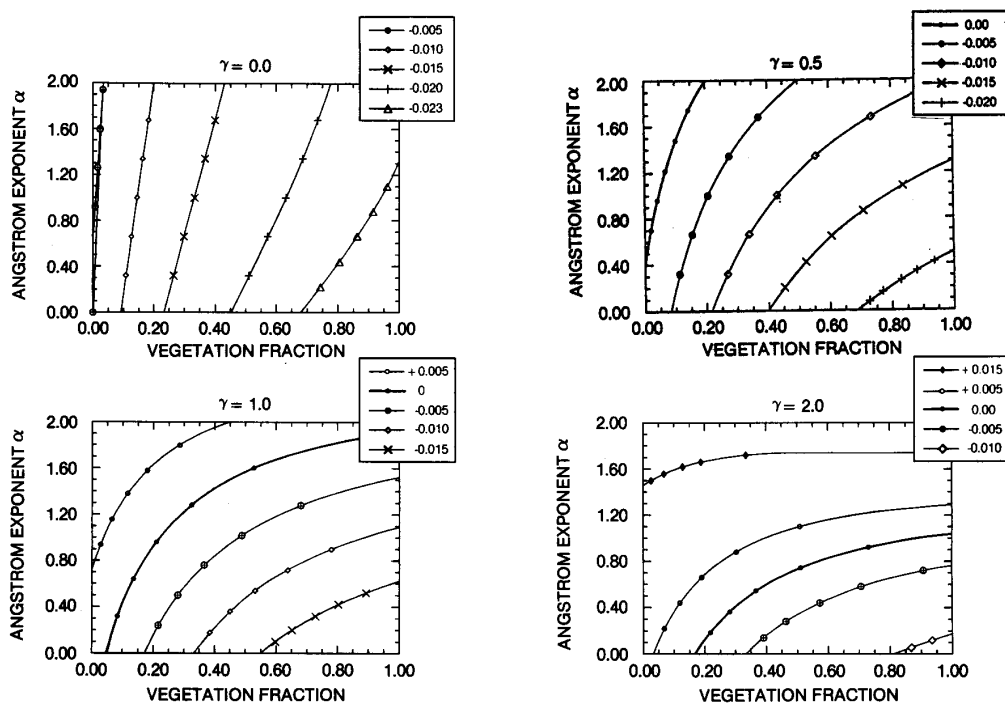 -0.005
-0.010
-0.015
-0.020
-0.023
γ = 0.0
ANGSTROM EXPONENT α
2.00
1.60
1.20
0.80
0.40
0.00
0.00 0.20 0.40 0.60 0.80 1.00
VEGETATION FRACTION
0.00
-0.005
-0.010
-0.015
-0.020
γ = 0.5
ANGSTROM EXPONENT α
2.00
1.60
1.20
0.80
0.40
0.00
0.00 0.20 0.40 0.60 0.80 1.00
VEGETATION FRACTION
+ 0.005
0
-0.005
-0.010
-0.015
γ = 1.0
ANGSTROM EXPONENT α
2.00
1.60
1.20
0.80
0.40
0.00
0.00 0.20 0.40 0.60 0.80 1.00
VEGETATION FRACTION
+ 0.015
+ 0.005
0.00
-0.005
-0.010
γ = 2.0
ANGSTROM EXPONENT α
2.00
1.60
1.20
0.80
0.40
0.00
0.00 0.20 0.40 0.60 0.80 1.00
VEGETATION FRACTION